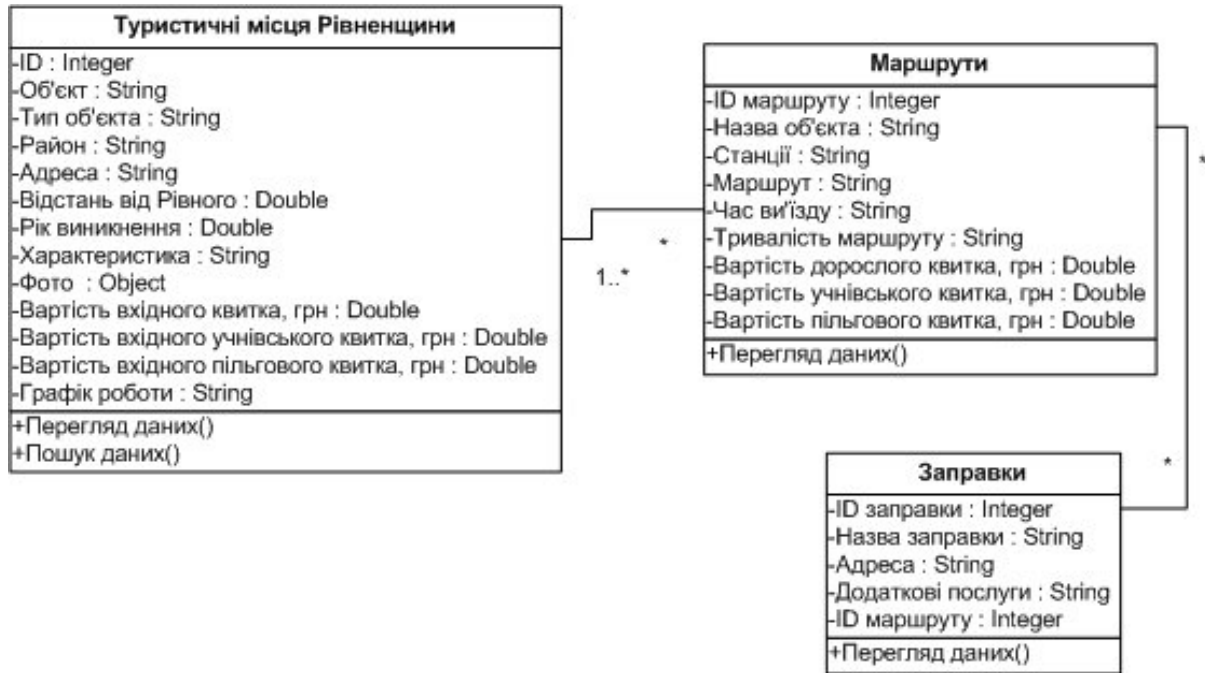 Туристичні місця Рівненщини
-ID : Integer
-Об'єкт : String
-Тип об'єкта : String
-Район : String
-Адреса : String
-Відстань від Рівного : Double
-Рік виникнення : Double
-Характеристика : String
-Фото : Object
-Вартість вхідного квитка, грн : Double
-Вартість вхідного учнівського квитка, грн : Double
-Вартість вхідного пільгового квитка, грн : Double
-Графік роботи : String
+Перегляд даних()
+Пошук даних()
1..*
*
Маршрути
-ID маршруту : Integer
-Назва об'єкта : String
-Станції : String
-Маршрут : String
-Час ви'їзду : String
-Тривалість маршруту : String
-Вартість дорослого квитка, грн : Double
-Вартість учнівського квитка, грн : Double
-Вартість пільгового квитка, грн : Double
+Перегляд даних()
*
*
Заправки
-ID заправки : Integer
-Назва заправки : String
-Адреса : String
-Додаткові послуги : String
-ID маршруту : Integer
+Перегляд даних()